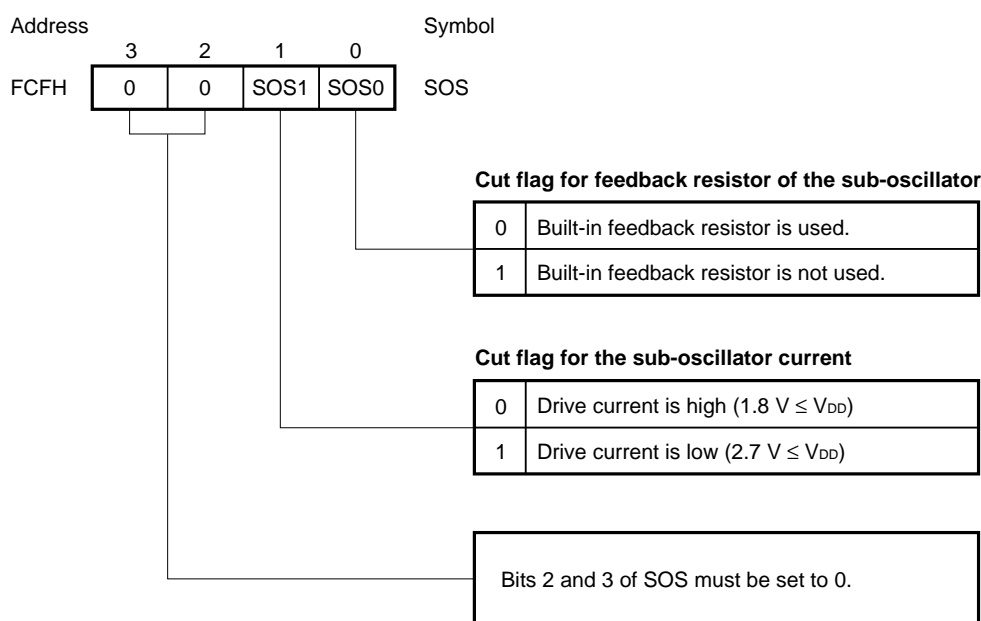 Address Symbol
3 2 1 0
FCFH 0 0 SOS1 SOS0 SOS
Cut flag for feedback resistor of the sub-oscillator
0 Built-in feedback resistor is used.
1 Built-in feedback resistor is not used.
Cut flag for the sub-oscillator current
0 Drive current is high (1.8 V ≤ VDD)
1 Drive current is low (2.7 V ≤ VDD)
Bits 2 and 3 of SOS must be set to 0.